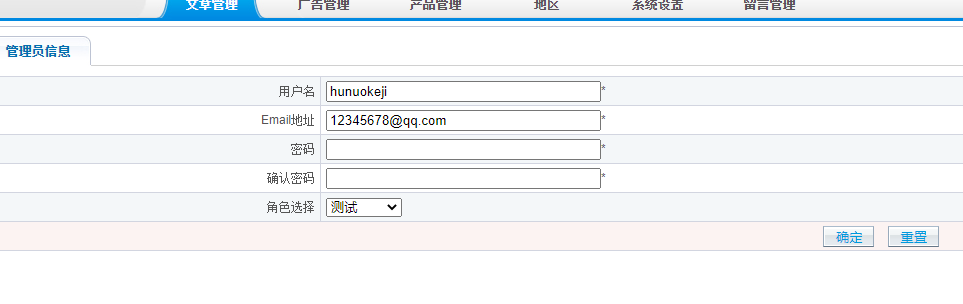 文章管理 广告管理 产品管理 地区 系统设置 留言管理
管理员信息
用户名 hunuokeji *
Email地址 12345678@qq.com *
密码 *
确认密码 *
角色选择 测试
确定 重置